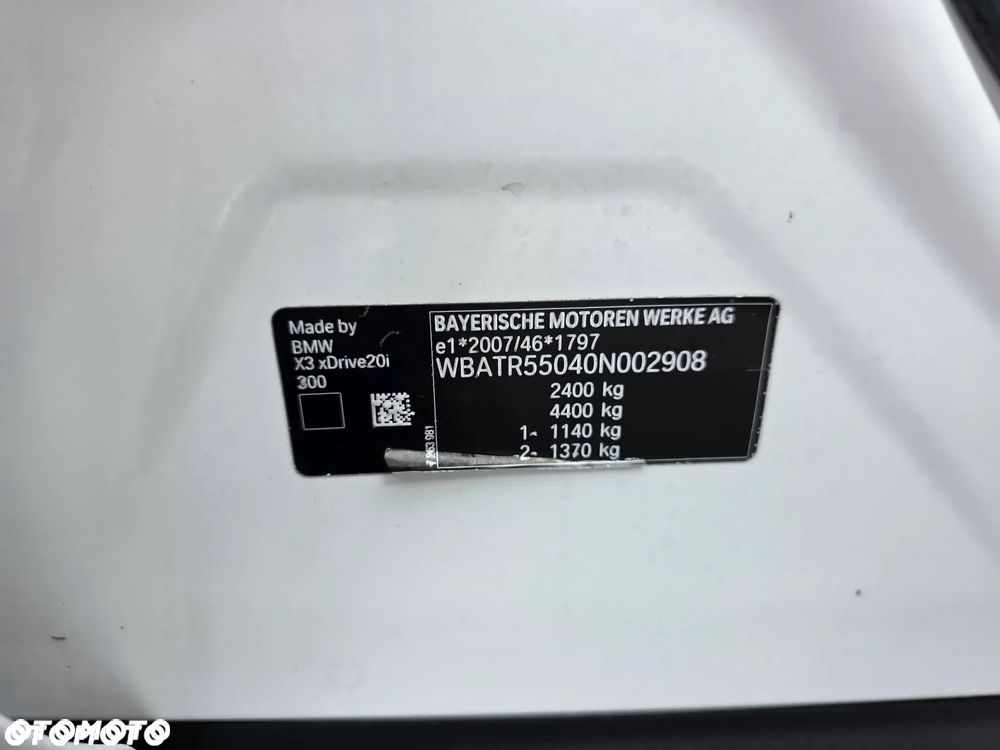 Made by
BMW
X3 xDrive20i
300
BAYERISCHE MOTOREN WERKE AG
e1*2007/46*1797
WBATR55040N002908
2400 kg
4400 kg
1- 1140 kg
2- 1370 kg
OTOMOTO